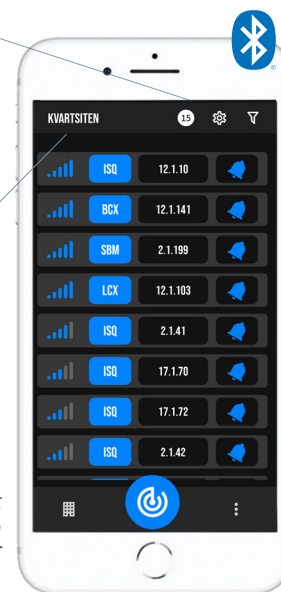 KVARTSITEN 15
ISQ 12.1.10
BCX 12.1.141
SBM 2.1.199
LCX 12.1.103
ISQ 2.1.41
ISQ 17.1.70
ISQ 17.1.72
ISQ 2.1.42